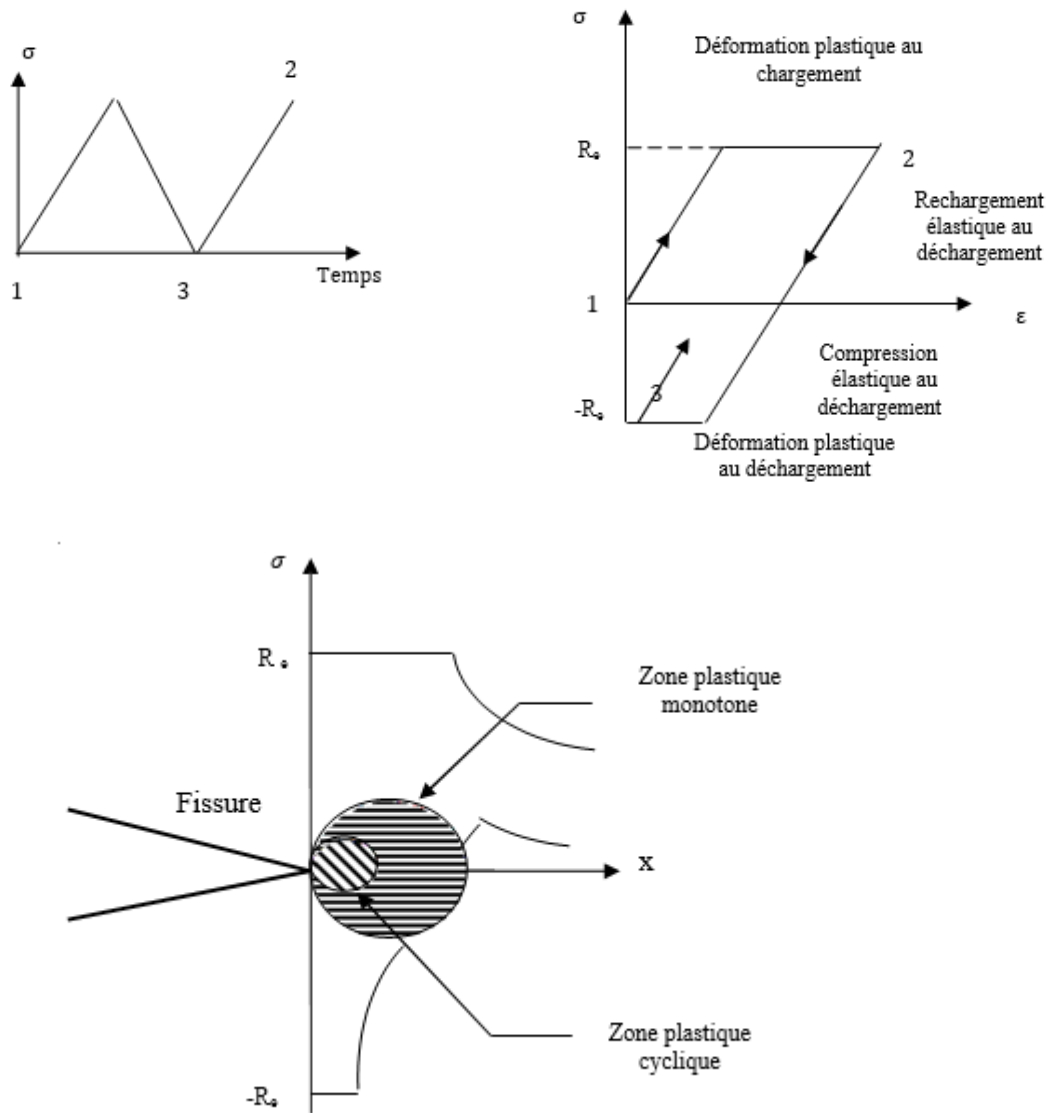 σ
2
Temps
1
3
σ
Déformation plastique au
chargement
Rₑ
2
Rechargement
élastique au
déchargement
1
ε
Compression
élastique au
déchargement
3
-Rₑ
Déformation plastique
au déchargement
σ
R ₑ
Zone plastique
monotone
Fissure
x
Zone plastique
cyclique
-Rₑ